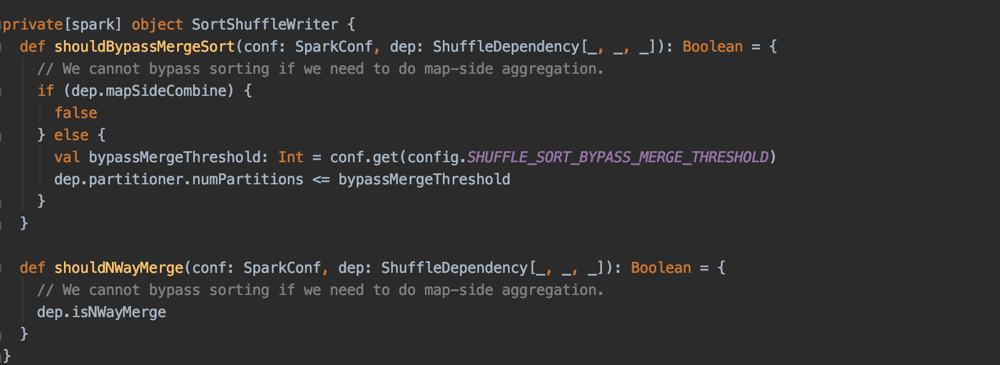 private[spark] object SortShuffleWriter {
  def shouldBypassMergeSort(conf: SparkConf, dep: ShuffleDependency[_, _, _]): Boolean = {
    // We cannot bypass sorting if we need to do map-side aggregation.
    if (dep.mapSideCombine) {
      false
    } else {
      val bypassMergeThreshold: Int = conf.get(config.SHUFFLE_SORT_BYPASS_MERGE_THRESHOLD)
      dep.partitioner.numPartitions <= bypassMergeThreshold
    }
  }

  def shouldNWayMerge(conf: SparkConf, dep: ShuffleDependency[_, _, _]): Boolean = {
    // We cannot bypass sorting if we need to do map-side aggregation.
    dep.isNWayMerge
  }
}